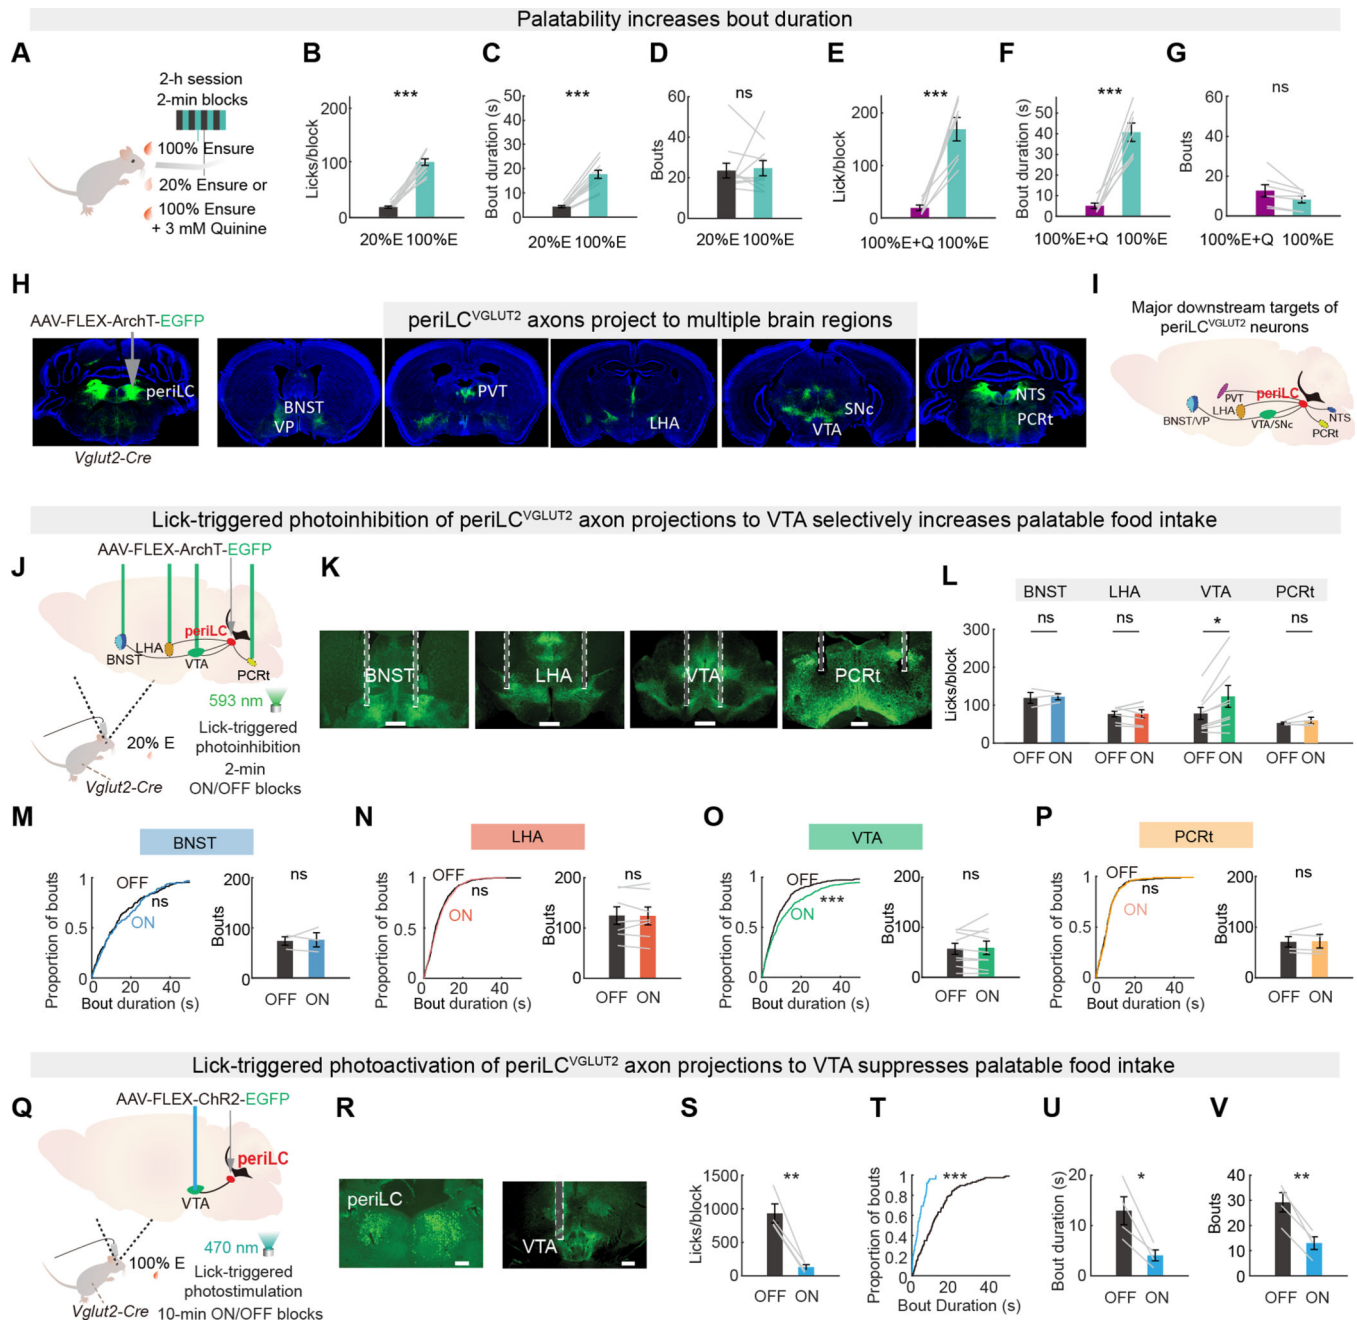 Palatability increases bout duration
A
2-h session
2-min blocks
100% Ensure
20% Ensure or
100% Ensure
+ 3 mM Quinine
B
***
Licks/block
200
100
0
20%E 100%E
C
***
Bout duration (s)
50
40
30
20
10
0
20%E 100%E
D
ns
Bouts
60
40
20
0
20%E 100%E
E
***
Lick/block
200
100
0
100%E+Q 100%E
F
***
Bout duration (s)
50
40
30
20
10
0
100%E+Q 100%E
G
ns
Bouts
60
40
20
0
100%E+Q 100%E
H
AAV-FLEX-ArchT-EGFP
periLC
Vglut2-Cre
periLCVGLUT2 axons project to multiple brain regions
BNST
VP
PVT
LHA
SNc
VTA
NTS
PCRt
I
Major downstream targets of
periLCVGLUT2 neurons
periLC
PVT
LHA
BNST/VP
VTA/SNc
NTS
PCRt
Lick-triggered photoinhibition of periLCVGLUT2 axon projections to VTA selectively increases palatable food intake
J
AAV-FLEX-ArchT-EGFP
periLC
BNST
LHA
VTA
PCRt
593 nm
Lick-triggered
photoinhibition
2-min
ON/OFF blocks
20% E
Vglut2-Cre
K
BNST
LHA
VTA
PCRt
L
BNST LHA VTA PCRt
ns ns * ns
Licks/block
300
200
100
0
OFF ON OFF ON OFF ON OFF ON
M
BNST
Proportion of bouts
1
0.5
0
OFF
ns
ON
0 20 40
Bout duration (s)
ns
Bouts
200
100
0
OFF ON
N
LHA
Proportion of bouts
1
0.5
0
OFF
ns
ON
0 20 40
Bout duration (s)
ns
Bouts
200
100
0
OFF ON
O
VTA
Proportion of bouts
1
0.5
0
OFF
***
ON
0 20 40
Bout duration (s)
ns
Bouts
200
100
0
OFF ON
P
PCRt
Proportion of bouts
1
0.5
0
OFF
ns
ON
0 20 40
Bout duration (s)
ns
Bouts
200
100
0
OFF ON
Lick-triggered photoactivation of periLCVGLUT2 axon projections to VTA suppresses palatable food intake
Q
AAV-FLEX-ChR2-EGFP
periLC
VTA
470 nm
100% E
Lick-triggered
photostimulation
Vglut2-Cre
10-min ON/OFF blocks
R
periLC
VTA
S
**
Licks/block
1500
1000
500
0
OFF ON
T
***
Proportion of bouts
1
0.8
0.6
0.4
0.2
0
0 20 40
Bout Duration (s)
U
*
Bout duration (s)
20
10
0
OFF ON
V
**
Bouts
40
30
20
10
0
OFF ON